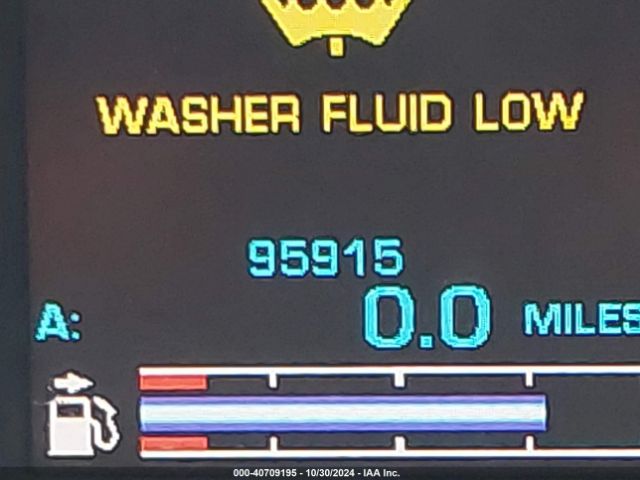 WASHER FLUID LOW
95915
A: 0.0 MILES
000-40709195 - 10/30/2024 - IAA Inc.